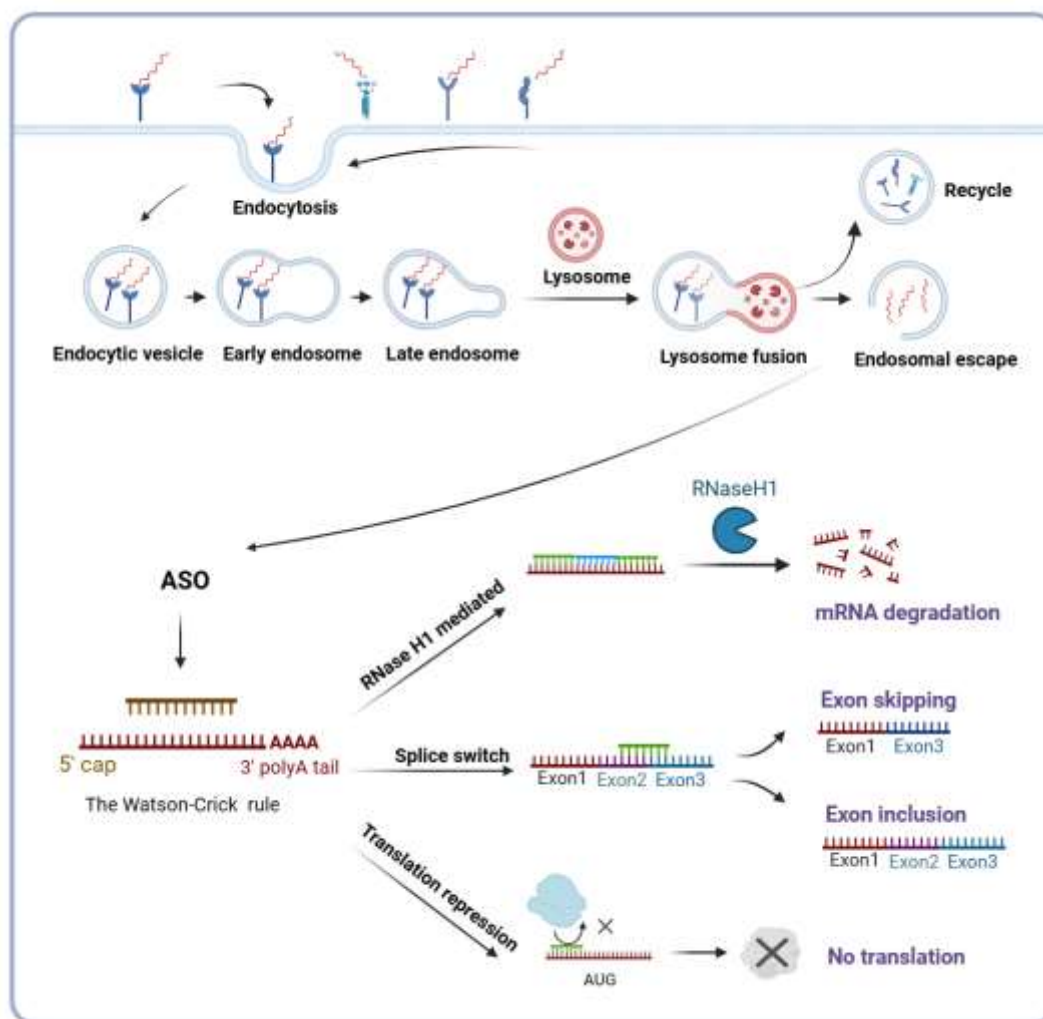 Endocytosis
Recycle
Lysosome
Endocytic vesicle
Early endosome
Late endosome
Lysosome fusion
Endosomal escape
RNaseH1
ASO
RNase H1 mediated
mRNA degradation
AAAA
5' cap
3' polyA tail
The Watson-Crick rule
Splice switch
Exon1 Exon2 Exon3
Exon skipping
Exon1 Exon3
Exon inclusion
Exon1 Exon2 Exon3
Translation repression
AUG
No translation